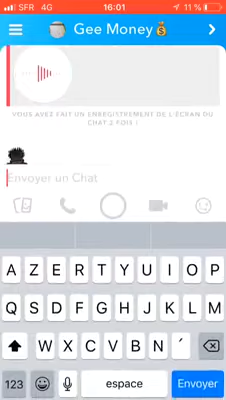 SFR 4G 16:01 11 %
Gee Money
VOUS AVEZ FAIT UN ENREGISTREMENT DE L'ÉCRAN DU
CHAT 2 FOIS !
Envoyer un Chat
A Z E R T Y U I O P
Q S D F G H J K L M
W X C V B N ´
123 espace Envoyer